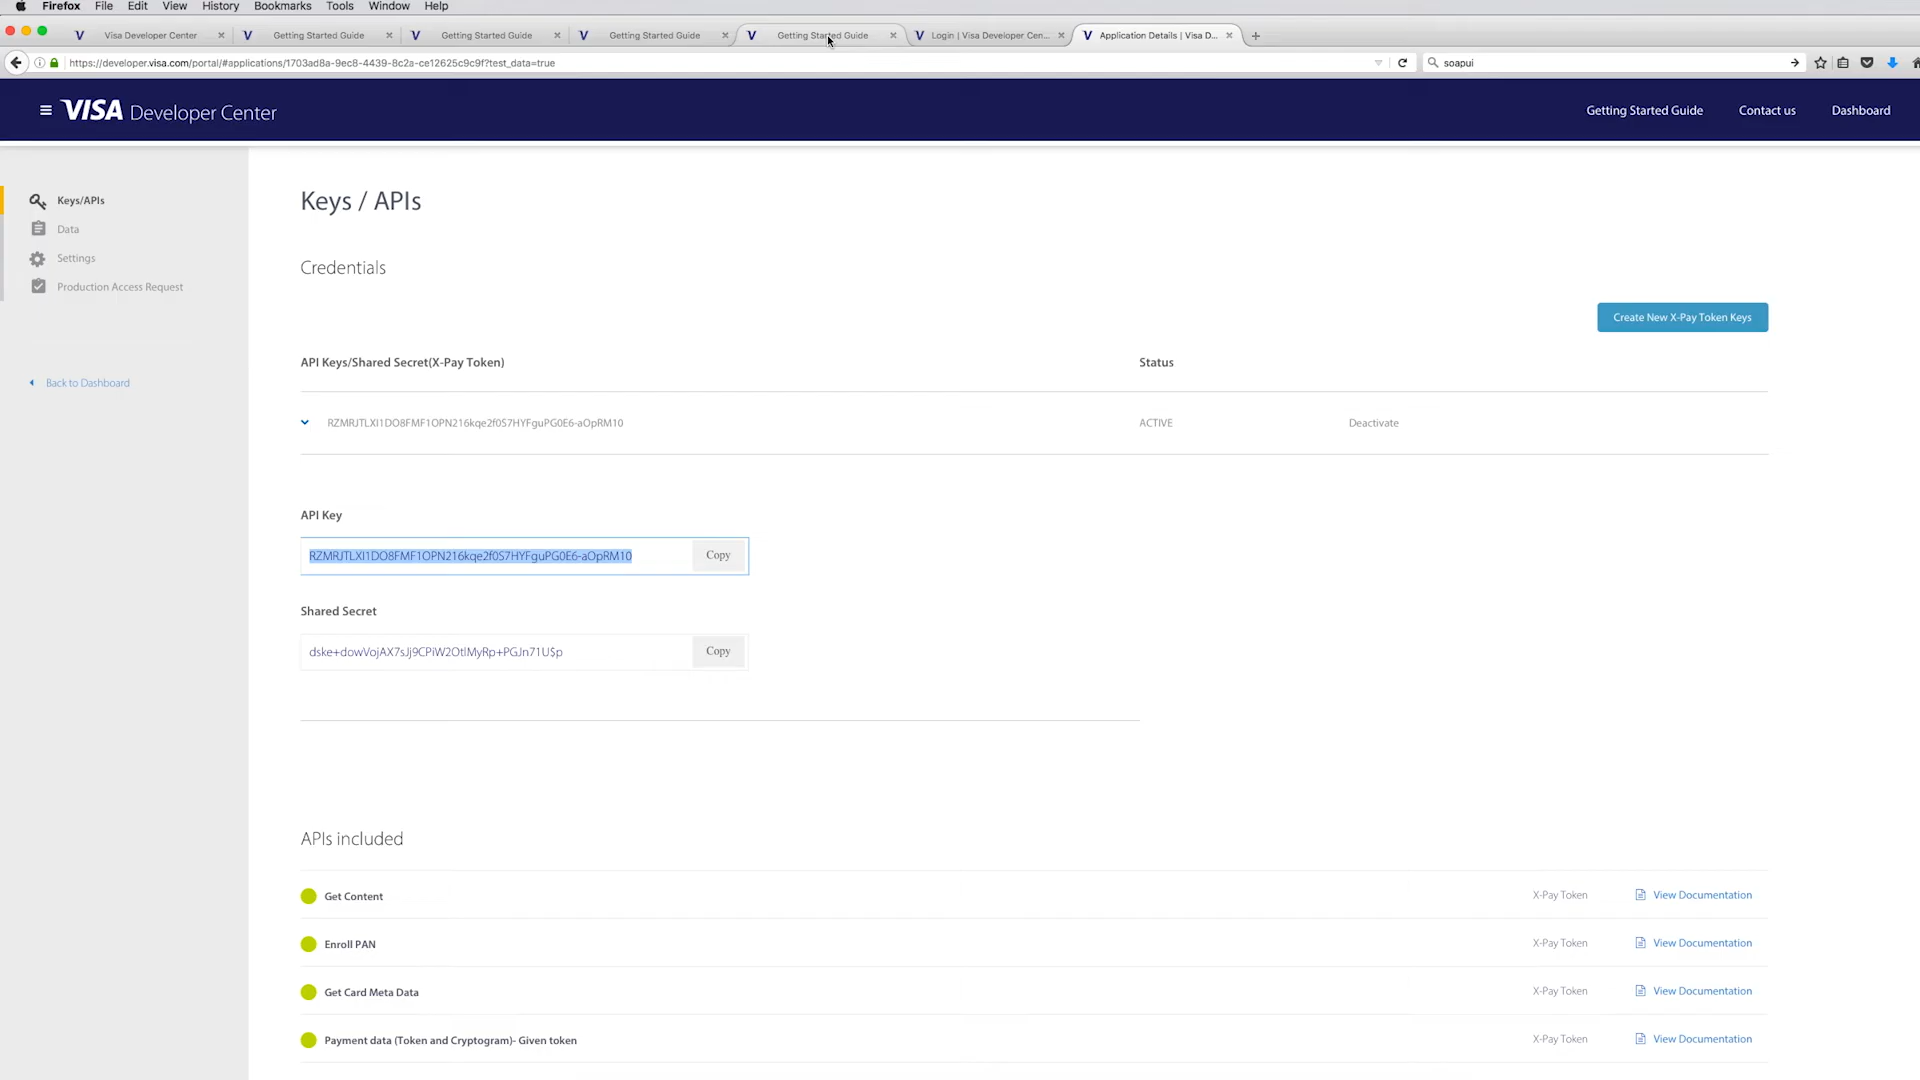 Firefox File Edit View History Bookmarks Tools Window Help
Visa Developer Center Getting Started Guide Getting Started Guide Getting Started Guide Getting Started Guide Login | Visa Developer Cen... Application Details | Visa D...
https://developer.visa.com/portal/#applications/1703ad8a-9ec8-4439-8c2a-ce12625c9c9f?test_data=true soapui
VISA Developer Center Getting Started Guide Contact us Dashboard
Keys/APIs
Data
Settings
Production Access Request
Back to Dashboard
Keys / APIs
Credentials
Create New X-Pay Token Keys
API Keys/Shared Secret(X-Pay Token) Status
RZMRJTLXI1DO8FMF1OPN216kqe2f0S7HYFguPG0E6-aOpRM10 ACTIVE Deactivate
API Key
RZMRJTLXI1DO8FMF1OPN216kqe2f0S7HYFguPG0E6-aOpRM10 Copy
Shared Secret
dske+dowVojAX7sJj9CPiW2OtlMyRp+PGJn71U$p Copy
APIs included
Get Content X-Pay Token View Documentation
Enroll PAN X-Pay Token View Documentation
Get Card Meta Data X-Pay Token View Documentation
Payment data (Token and Cryptogram)- Given token X-Pay Token View Documentation